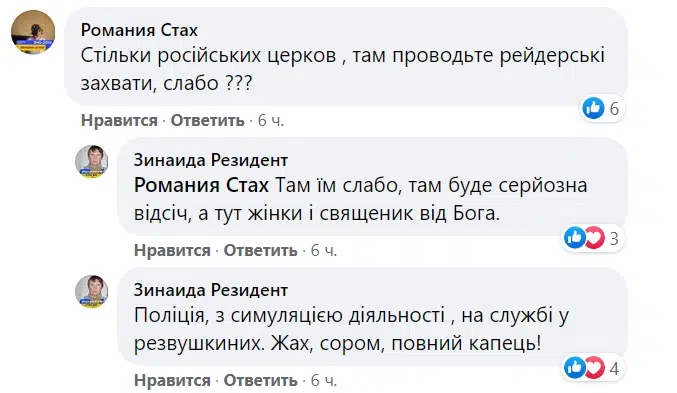 Романия Стах
Стільки російських церков , там проводьте рейдерські
захвати, слабо ???
6
Нравится · Ответить · 6 ч.
Зинаида Резидент
Романия Стах Там їм слабо, там буде серйозна
відсіч, а тут жінки і священик від Бога.
3
Нравится · Ответить · 6 ч.
Зинаида Резидент
Поліція, з симуляцією діяльності , на службі у
резвушкиних. Жах, сором, повний капець!
4
Нравится · Ответить · 6 ч.